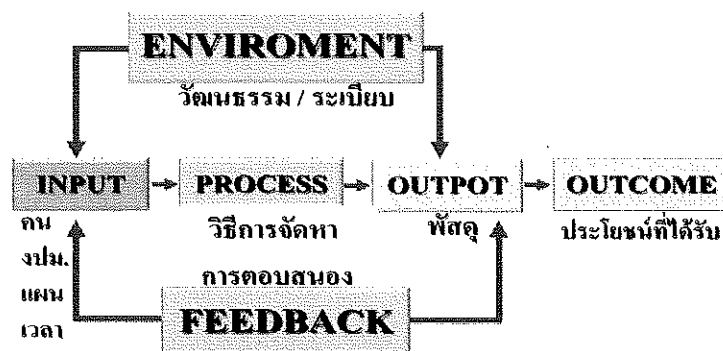 ENVIROMENT
วัฒนธรรม / ระเบียบ
INPUT PROCESS OUTPOT OUTCOME
คน วิธีการจัดหา พัสดุ ประโยชน์ที่ได้รับ
งปม.
แผน การตอบสนอง
เวลา FEEDBACK